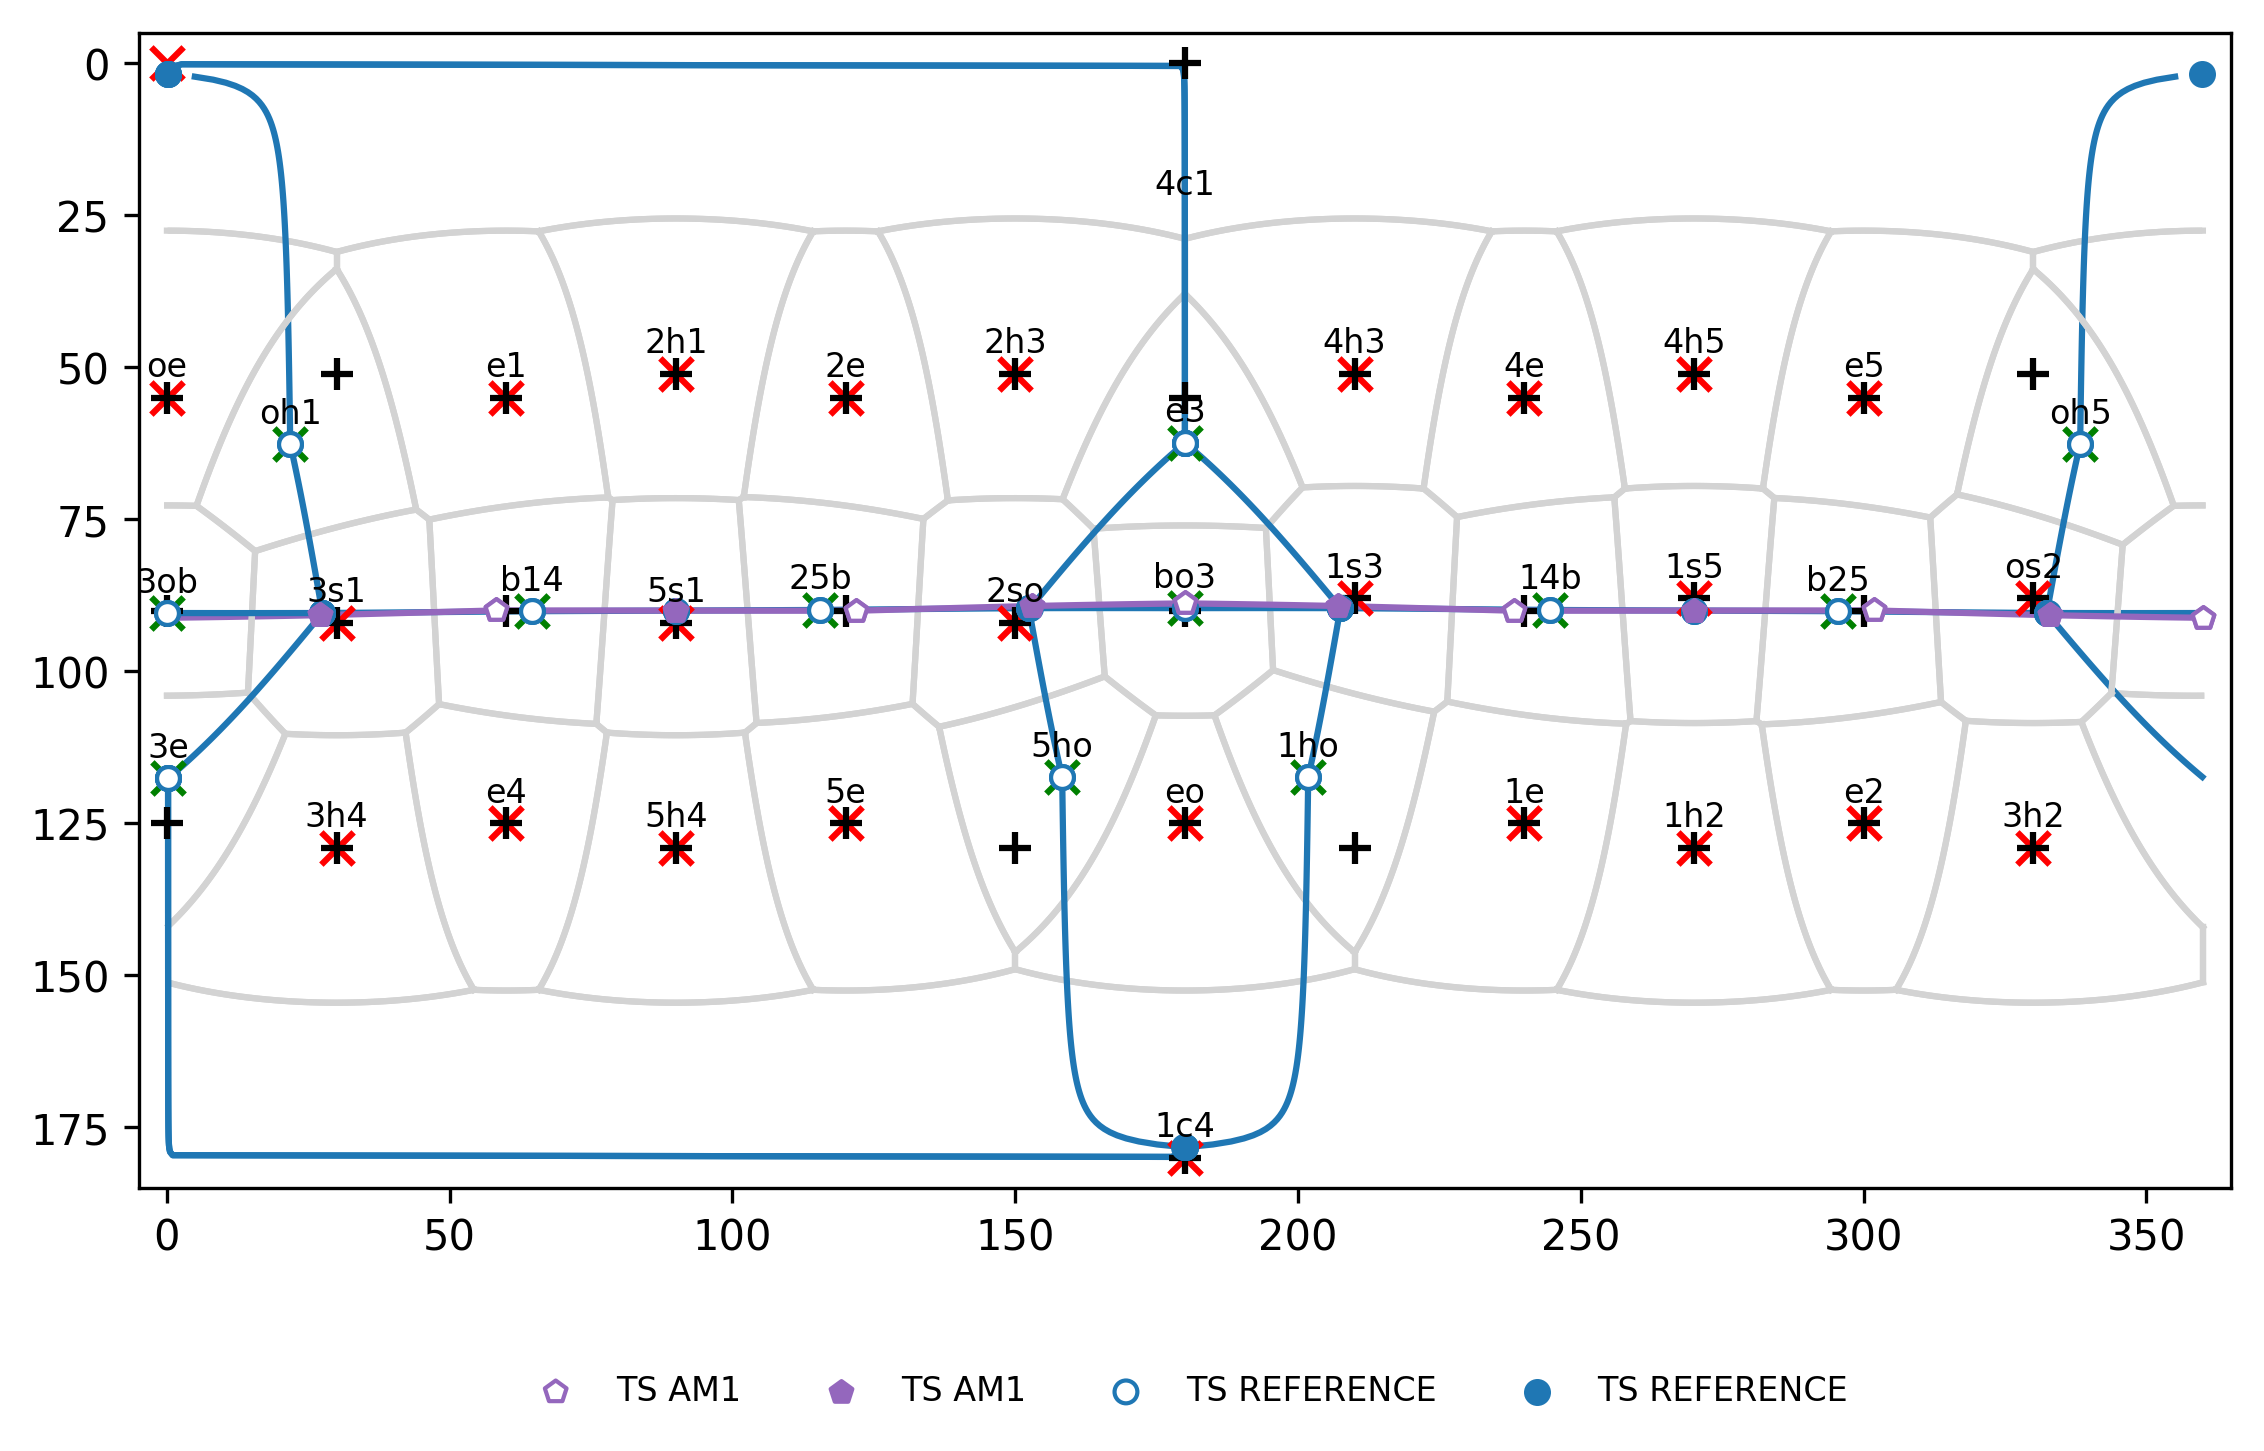 0
4c1
25
2h1 2h3 4h3 4h5
50 oe e1 2e 4e e5
oh1 e3 oh5
75
3ob 3s1 b14 5s1 25b 2so bo3 1s3 14b 1s5 b25 os2
100
3e 5ho 1ho
e4 5e eo 1e e2
125 3h4 5h4 1h2 3h2
150
175 1c4
0 50 100 150 200 250 300 350
TS AM1 TS AM1 TS REFERENCE TS REFERENCE